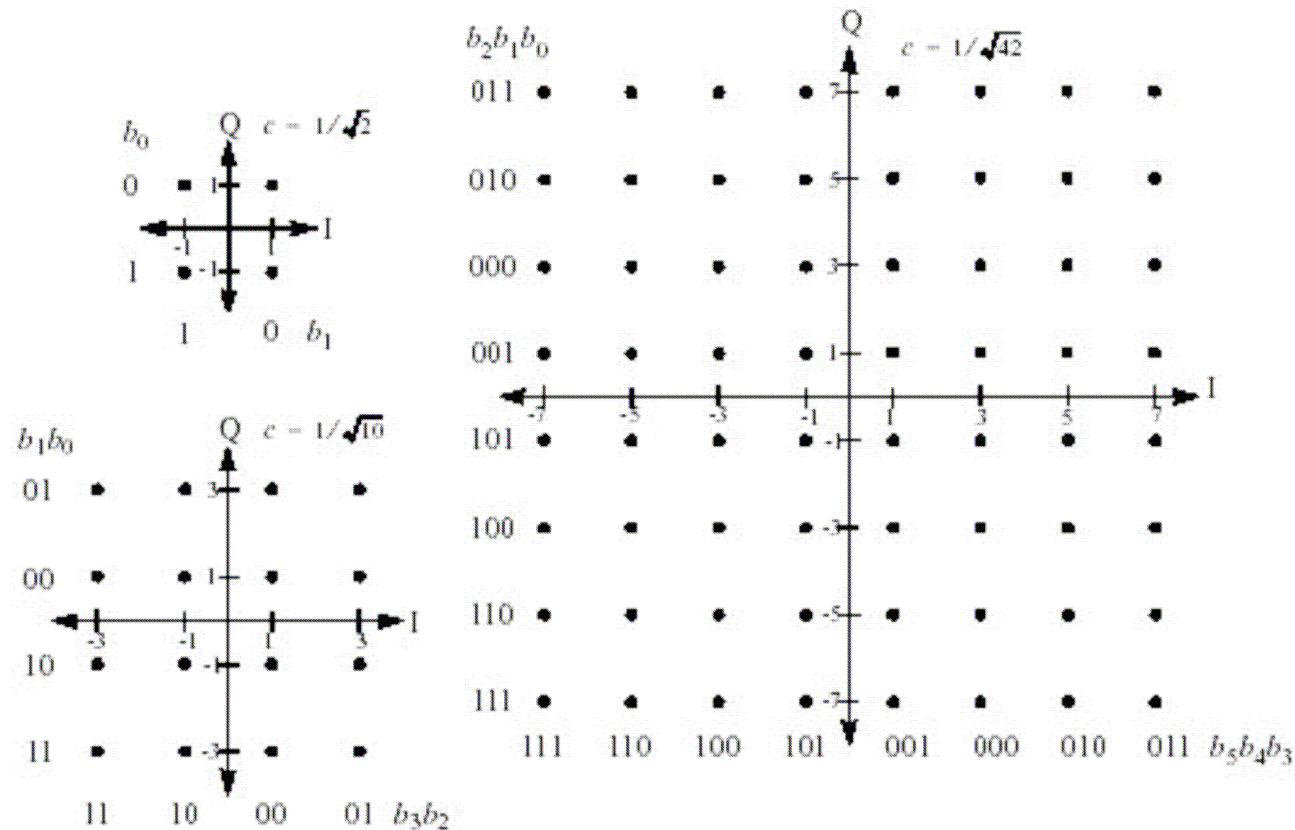 b₀
Q c = 1/√2
0 1
I
-1 1
1 -1
1 0 b₁
b₁b₀
Q c = 1/√10
01 3
00 1
I
-3 -1 1 3
10 -1
11 -3
11 10 00 01 b₃b₂
b₂b₁b₀
Q
c = 1/√42
011 7
010 5
000 3
001 1
I
-7 -5 -3 -1 1 3 5 7
101 -1
100 -3
110 -5
111 -7
111 110 100 101 001 000 010 011 b₅b₄b₃